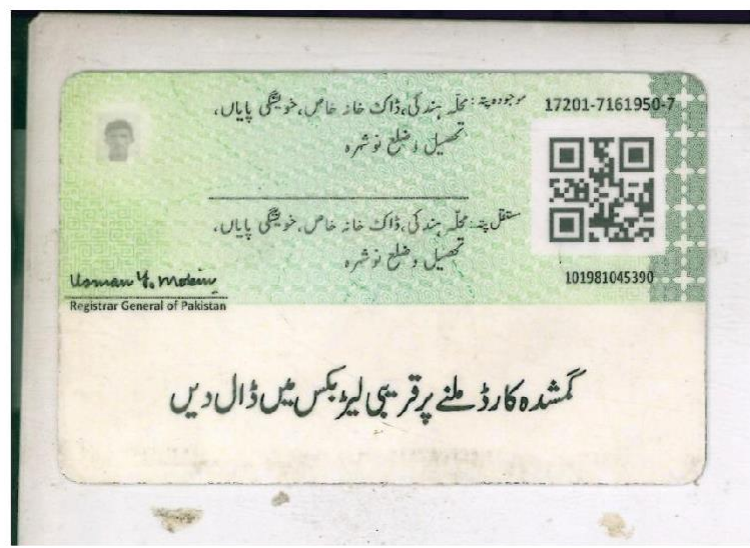 موجودہ پتہ: محلہ ہندکی، ڈاک خانہ خاص، خویشگی پایاں،
تحصیل و ضلع نوشہرہ
17201-7161950-7
مستقل پتہ: محلہ ہندکی، ڈاک خانہ خاص، خویشگی پایاں،
تحصیل و ضلع نوشہرہ
101981045390
Usman Y. Mobin
Registrar General of Pakistan
گمشدہ کارڈ ملنے پر قریبی لیٹر بکس میں ڈال دیں